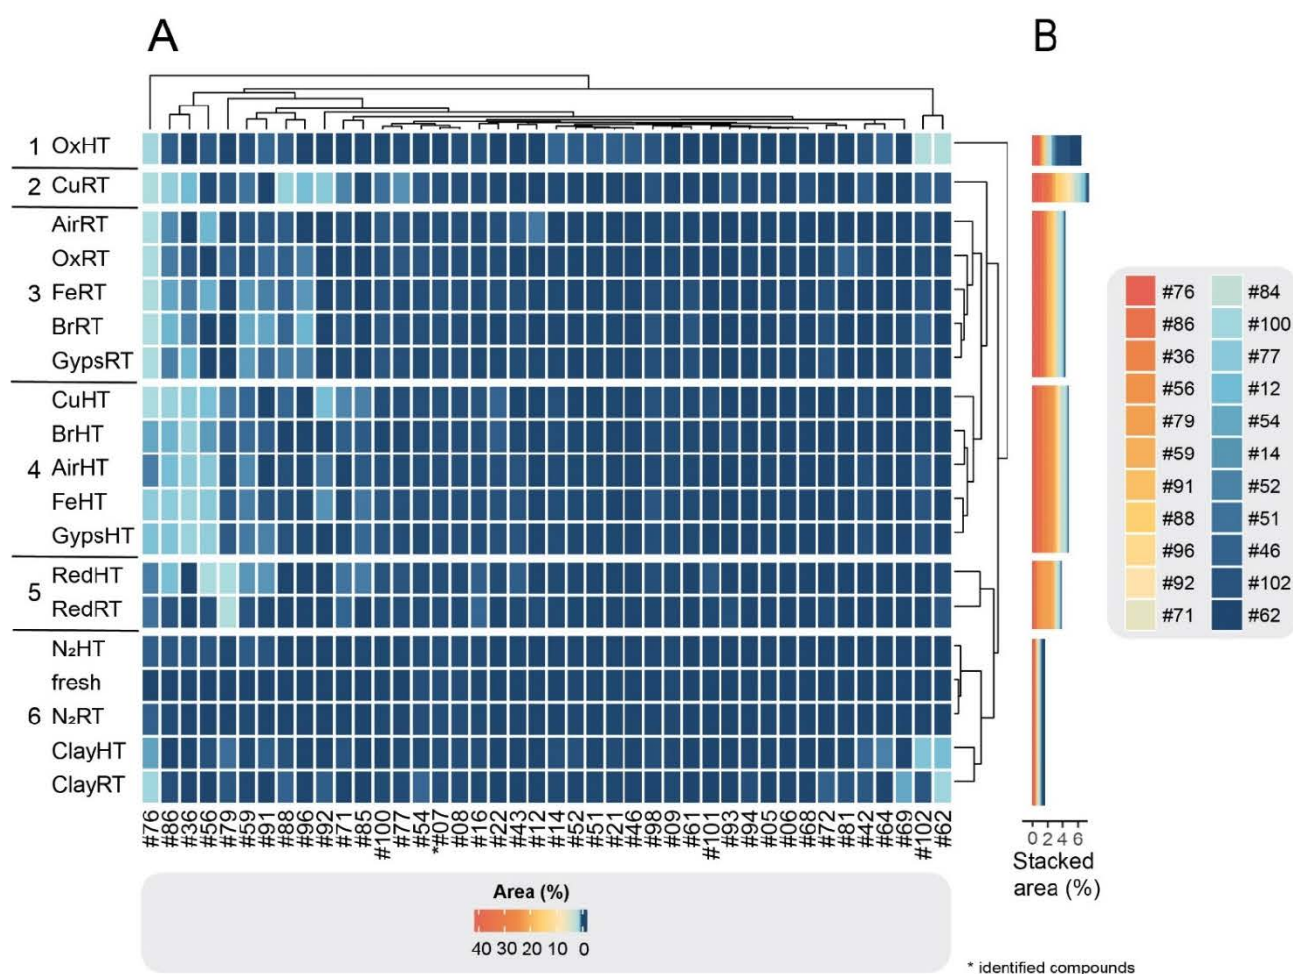 A
B
1 OxHT
2 CuRT
AirRT
OxRT
3 FeRT
BrRT
GypsRT
CuHT
BrHT
4 AirHT
FeHT
GypsHT
5 RedHT
RedRT
N₂HT
fresh
6 N₂RT
ClayHT
ClayRT
#76 #86 #36 #56 #79 #59 #91 #88 #96 #92 #71 #85 #100 #77 #54 *#07 #08 #16 #22 #43 #12 #14 #52 #51 #21 #46 #98 #09 #61 #101 #93 #94 #05 #06 #68 #72 #81 #42 #64 #69 #102 #62
Area (%)
40 30 20 10 0
0 2 4 6
Stacked
area (%)
#76 #84
#86 #100
#36 #77
#56 #12
#79 #54
#59 #14
#91 #52
#88 #51
#96 #46
#92 #102
#71 #62
* identified compounds